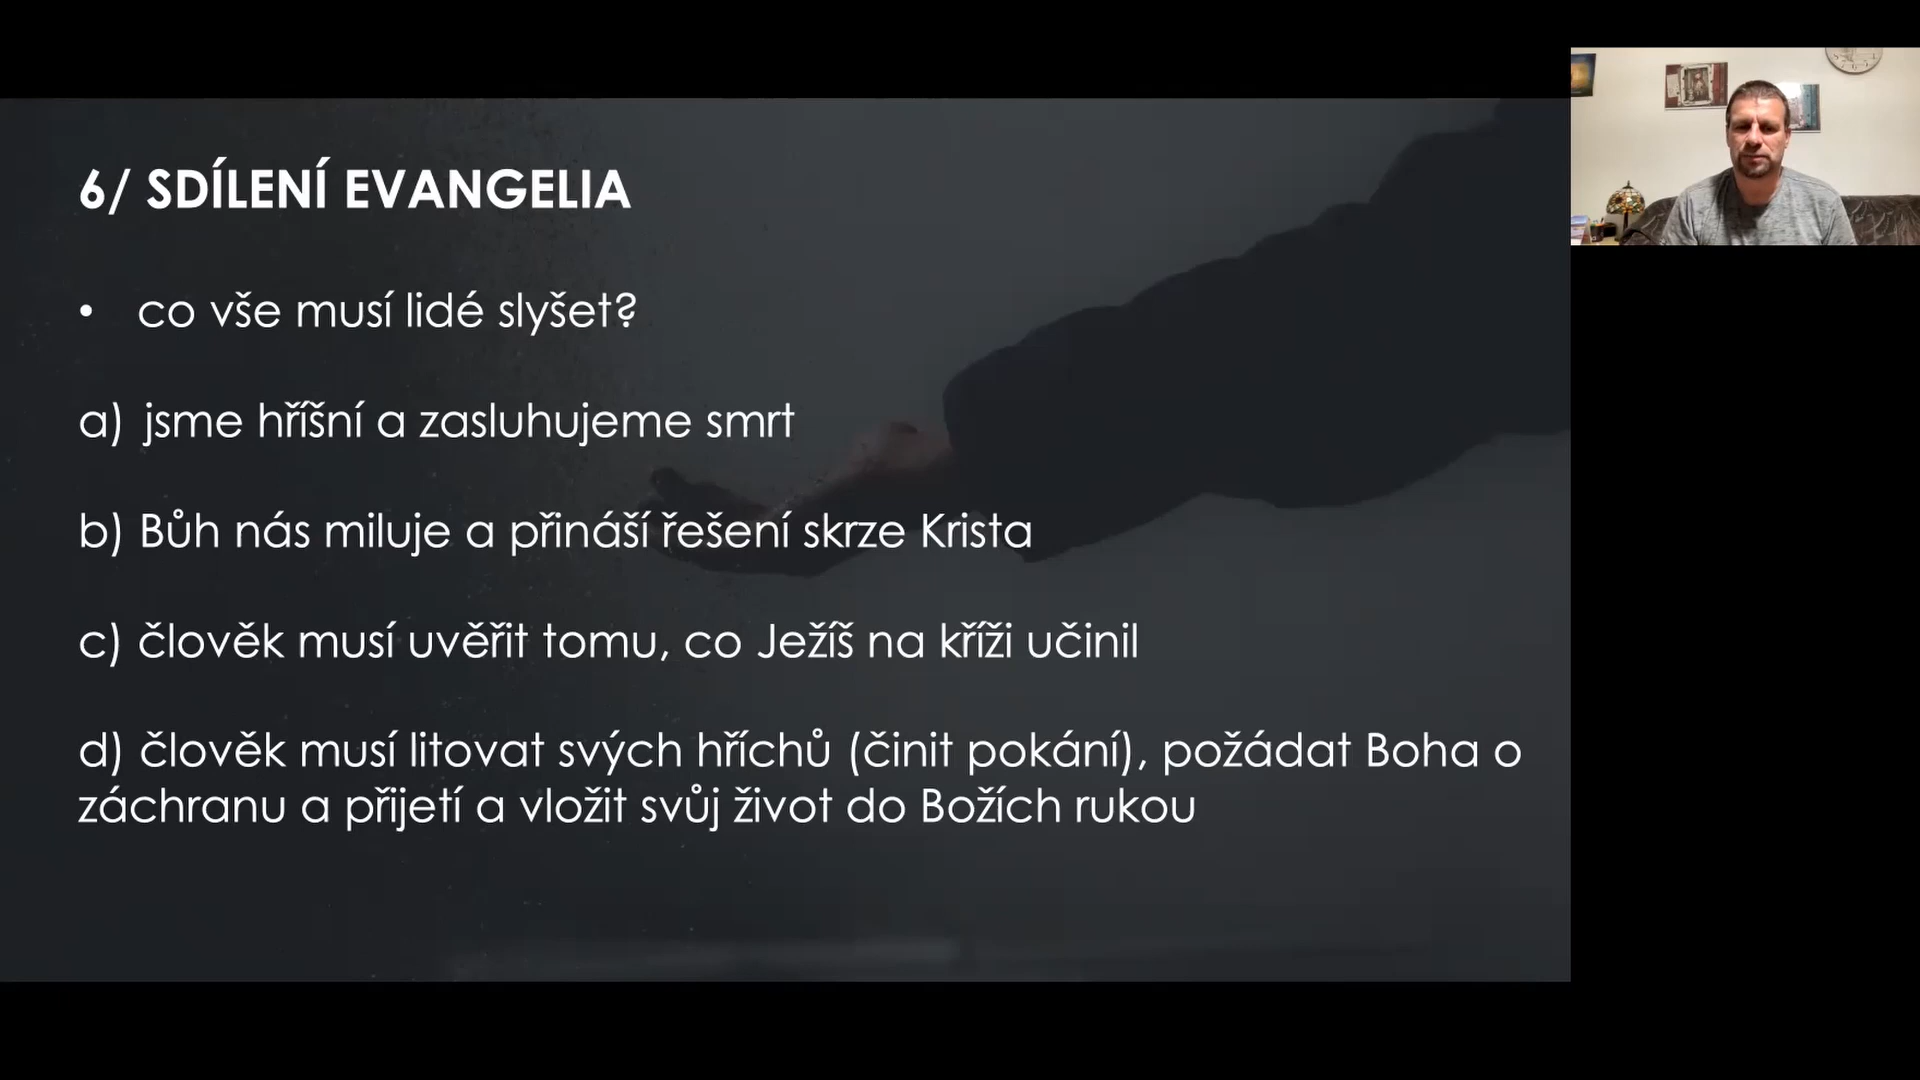 6/ SDÍLENÍ EVANGELIA
• co vše musí lidé slyšet?
a) jsme hříšní a zasluhujeme smrt
b) Bůh nás miluje a přináší řešení skrze Krista
c) člověk musí uvěřit tomu, co Ježíš na kříži učinil
d) člověk musí litovat svých hříchů (činit pokání), požádat Boha o
záchranu a přijetí a vložit svůj život do Božích rukou